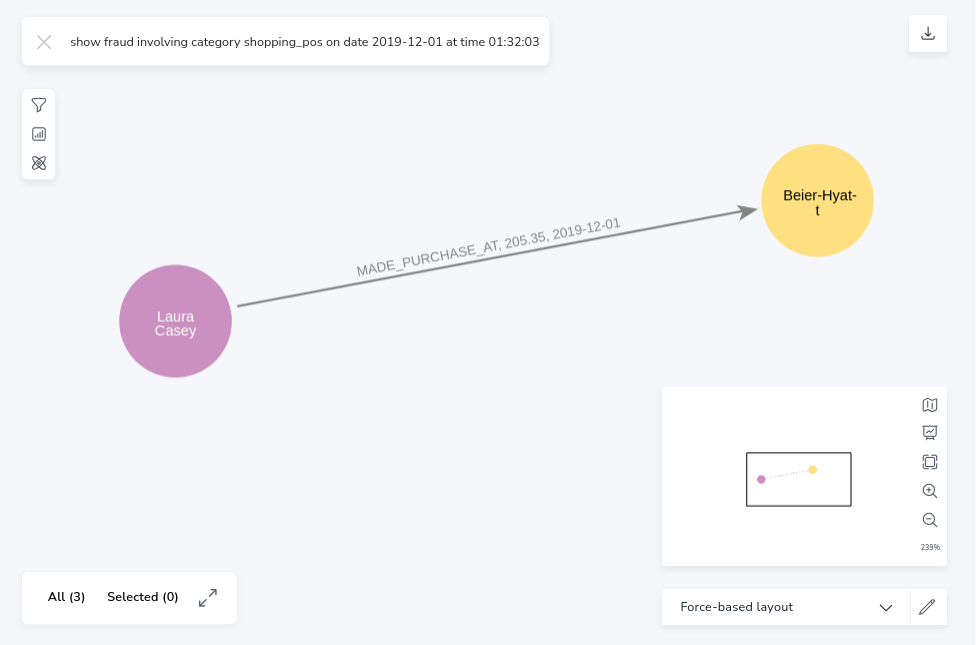 show fraud involving category shopping_pos on date 2019-12-01 at time 01:32:03
Beier-Hyat-
t
MADE_PURCHASE_AT, 205.35, 2019-12-01
Laura
Casey
239%
All (3)
Selected (0)
Force-based layout